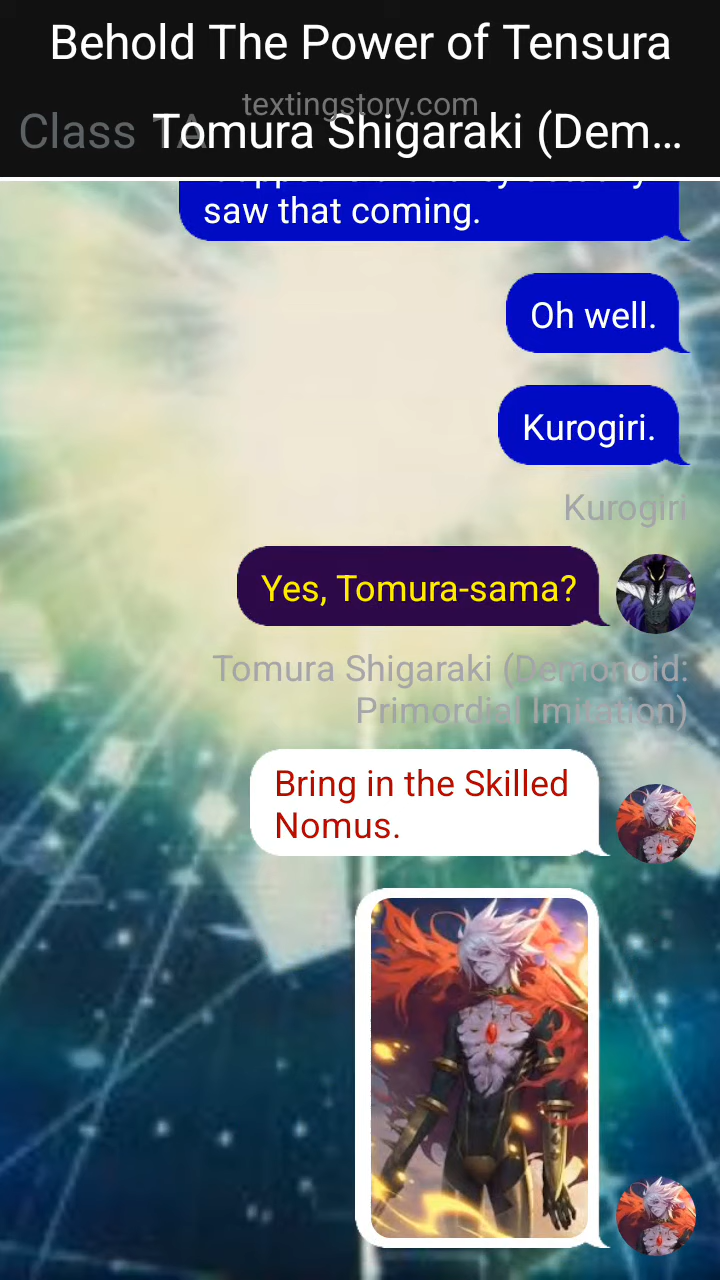 Behold The Power of Tensura
textingstory.com
Class 1A Tomura Shigaraki (Dem...
saw that coming.
Oh well.
Kurogiri.
Kurogiri
Yes, Tomura-sama?
Tomura Shigaraki (Demonoid:
Primordial Imitation)
Bring in the Skilled
Nomus.